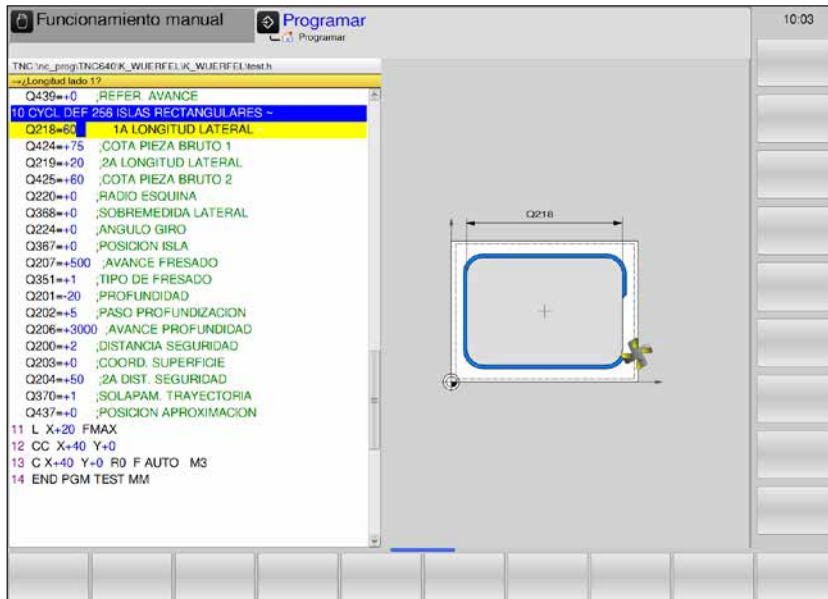 Funcionamiento manual
Programar
Programar
10:03
TNC:\nc_prog\TNC640\K_WUERFEL\K_WUERFEL\test.h
→¿Longitud lado 1?
Q439=+0 ;REFER. AVANCE
10 CYCL DEF 256 ISLAS RECTANGULARES ~
Q218=60 1A LONGITUD LATERAL ~
Q424=+75 ;COTA PIEZA BRUTO 1
Q219=+20 ;2A LONGITUD LATERAL
Q425=+60 ;COTA PIEZA BRUTO 2
Q220=+0 ;RADIO ESQUINA
Q368=+0 ;SOBREMEDIDA LATERAL
Q224=+0 ;ANGULO GIRO
Q367=+0 ;POSICION ISLA
Q207=+500 ;AVANCE FRESADO
Q351=+1 ;TIPO DE FRESADO
Q201=-20 ;PROFUNDIDAD
Q202=+5 ;PASO PROFUNDIZACION
Q206=+3000 ;AVANCE PROFUNDIDAD
Q200=+2 ;DISTANCIA SEGURIDAD
Q203=+0 ;COORD. SUPERFICIE
Q204=+50 ;2A DIST. SEGURIDAD
Q370=+1 ;SOLAPAM. TRAYECTORIA
Q437=+0 ;POSICION APROXIMACION
11 L X+20 FMAX
12 CC X+40 Y+0
13 C X+40 Y+0 R0 F AUTO M3
14 END PGM TEST MM
Q218